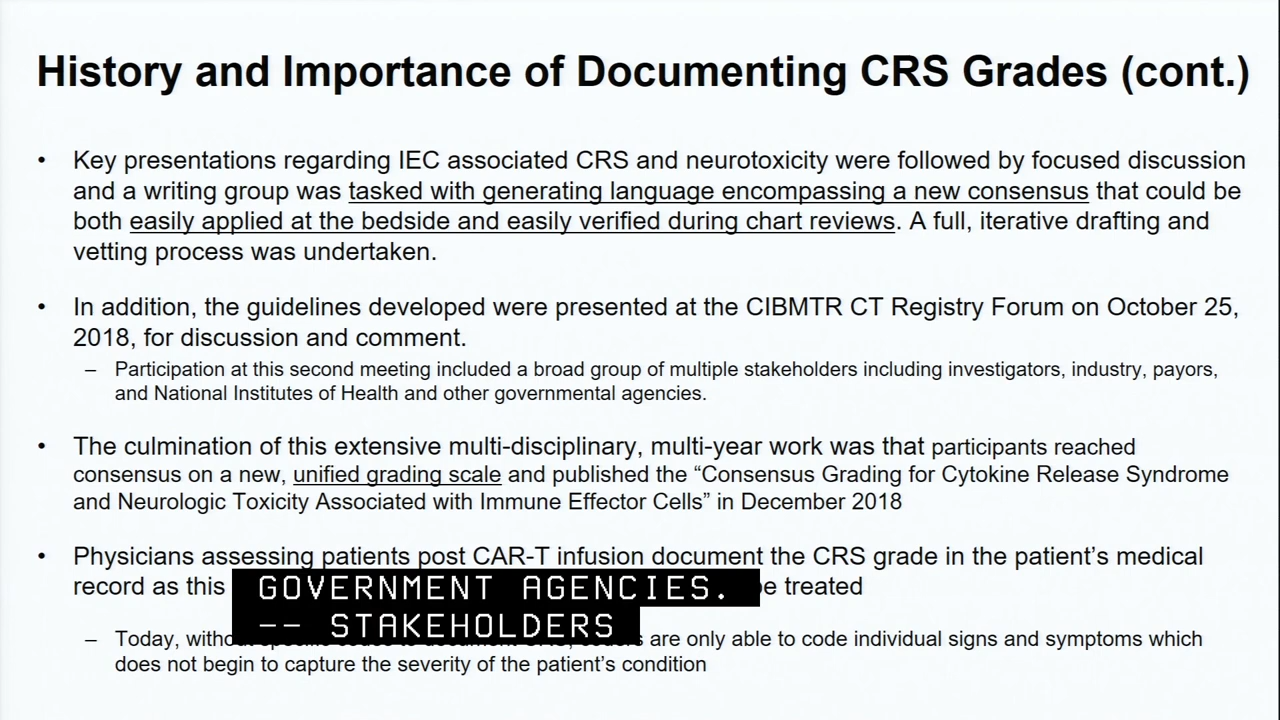 History and Importance of Documenting CRS Grades (cont.)
• Key presentations regarding IEC associated CRS and neurotoxicity were followed by focused discussion
and a writing group was tasked with generating language encompassing a new consensus that could be
both easily applied at the bedside and easily verified during chart reviews. A full, iterative drafting and
vetting process was undertaken.
• In addition, the guidelines developed were presented at the CIBMTR CT Registry Forum on October 25,
2018, for discussion and comment.
– Participation at this second meeting included a broad group of multiple stakeholders including investigators, industry, payors,
and National Institutes of Health and other governmental agencies.
• The culmination of this extensive multi-disciplinary, multi-year work was that participants reached
consensus on a new, unified grading scale and published the “Consensus Grading for Cytokine Release Syndrome
and Neurologic Toxicity Associated with Immune Effector Cells” in December 2018
• Physicians assessing patients post CAR-T infusion document the CRS grade in the patient’s medical
record as this be treated
GOVERNMENT AGENCIES.
-- STAKEHOLDERS
– Today, are only able to code individual signs and symptoms which
does not begin to capture the severity of the patient’s condition